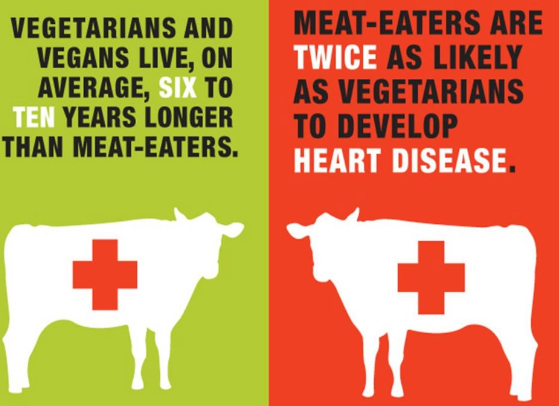 VEGETARIANS AND
VEGANS LIVE, ON
AVERAGE, SIX TO
TEN YEARS LONGER
THAN MEAT-EATERS.
MEAT-EATERS ARE
TWICE AS LIKELY
AS VEGETARIANS
TO DEVELOP
HEART DISEASE.